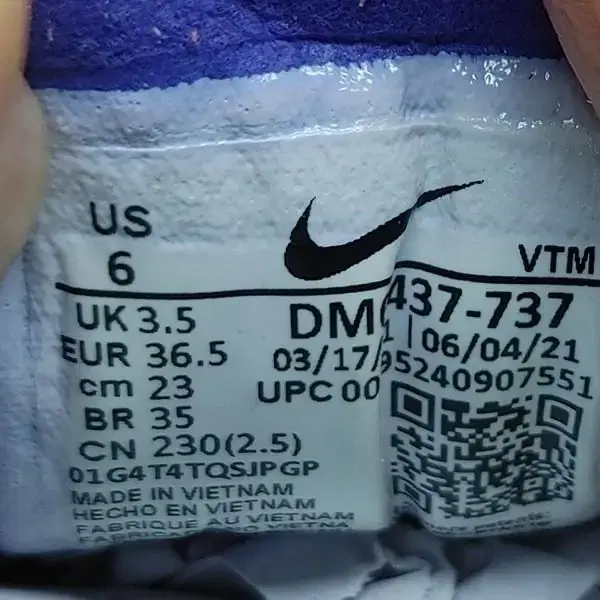 US
6
VTM
UK 3.5
EUR 36.5
cm 23
BR 35
CN 230(2.5)
DM 437-737
03/17/ 1 | 06/04/21
UPC 00 95240907551
01G4T4TQSJPGP
MADE IN VIETNAM
HECHO EN VIETNAM
FABRIQUE AU VIETNAM
VIETNAM